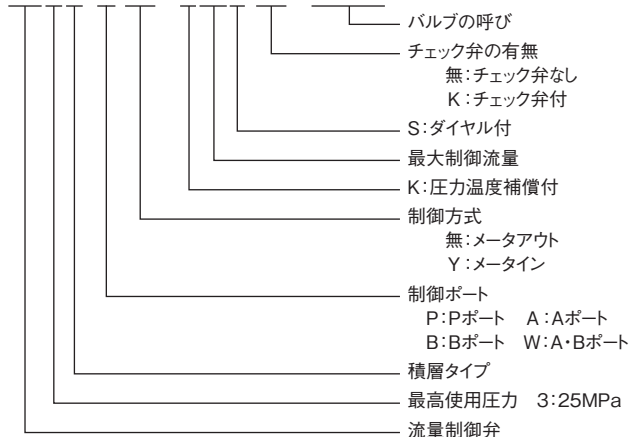 バルブの呼び
チェック弁の有無
無:チェック弁なし
K:チェック弁付
S:ダイヤル付
最大制御流量
K:圧力温度補償付
制御方式
無:メータアウト
Y:メータイン
制御ポート
P:Pポート A:Aポート
B:Bポート W:A・Bポート
積層タイプ
最高使用圧力 3:25MPa
流量制御弁